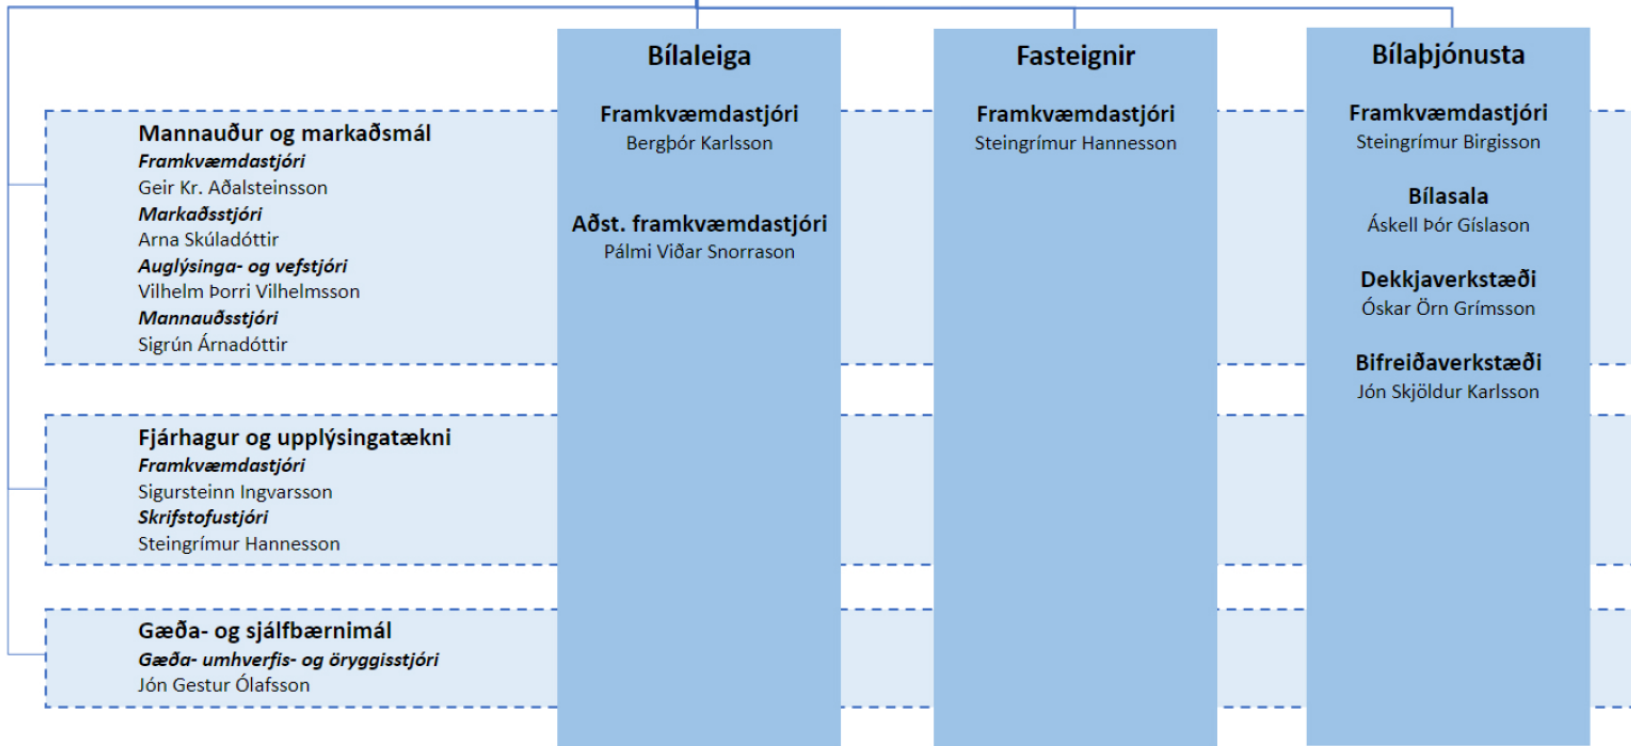 Mannauður og markaðsmál
Framkvæmdastjóri
Geir Kr. Aðalsteinsson
Markaðsstjóri
Arna Skúladóttir
Auglýsinga- og vefstjóri
Vilhelm Þorri Vilhelmsson
Mannauðsstjóri
Sigrún Árnadóttir
Fjárhagur og upplýsingatækni
Framkvæmdastjóri
Sigursteinn Ingvarsson
Skrifstofustjóri
Steingrímur Hannesson
Gæða- og sjálfbærnimál
Gæða- umhverfis- og öryggisstjóri
Jón Gestur Ólafsson
Bílaleiga
Framkvæmdastjóri
Bergþór Karlsson
Aðst. framkvæmdastjóri
Pálmi Viðar Snorrason
Fasteignir
Framkvæmdastjóri
Steingrímur Hannesson
Bílaþjónusta
Framkvæmdastjóri
Steingrímur Birgisson
Bílasala
Áskell Þór Gíslason
Dekkjaverkstæði
Óskar Örn Grímsson
Bifreiðaverkstæði
Jón Skjöldur Karlsson